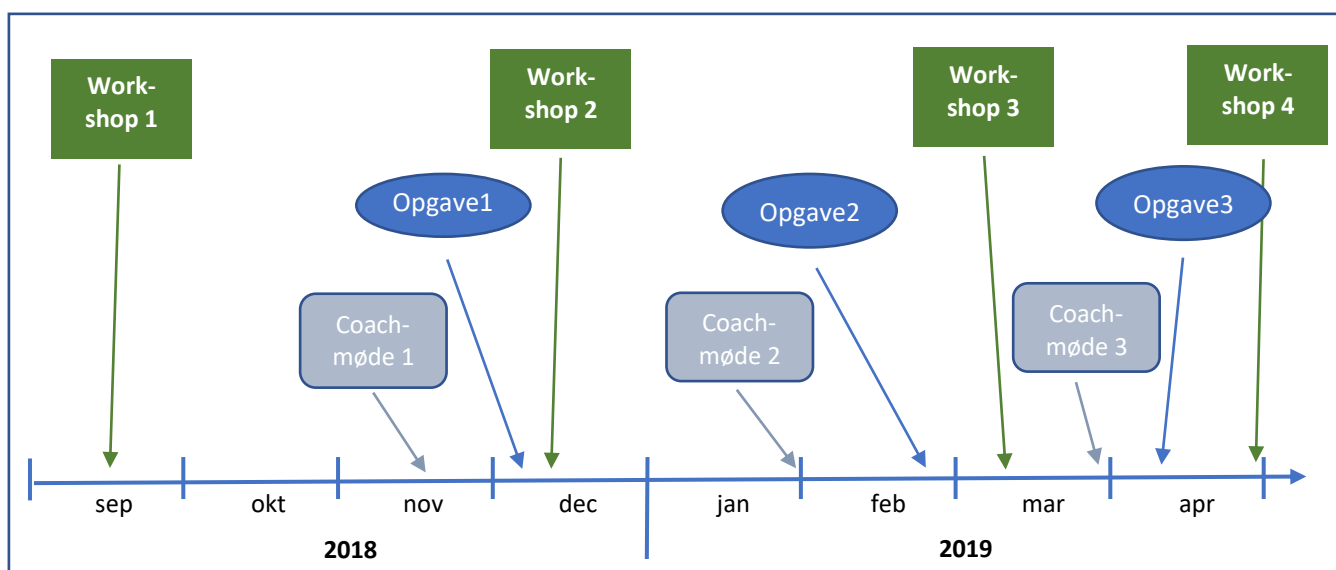 Work-
shop 1
Work-
shop 2
Work-
shop 3
Work-
shop 4
Opgave1
Opgave2
Opgave3
Coach-
møde 1
Coach-
møde 2
Coach-
møde 3
sep okt nov dec jan feb mar apr
2018 2019